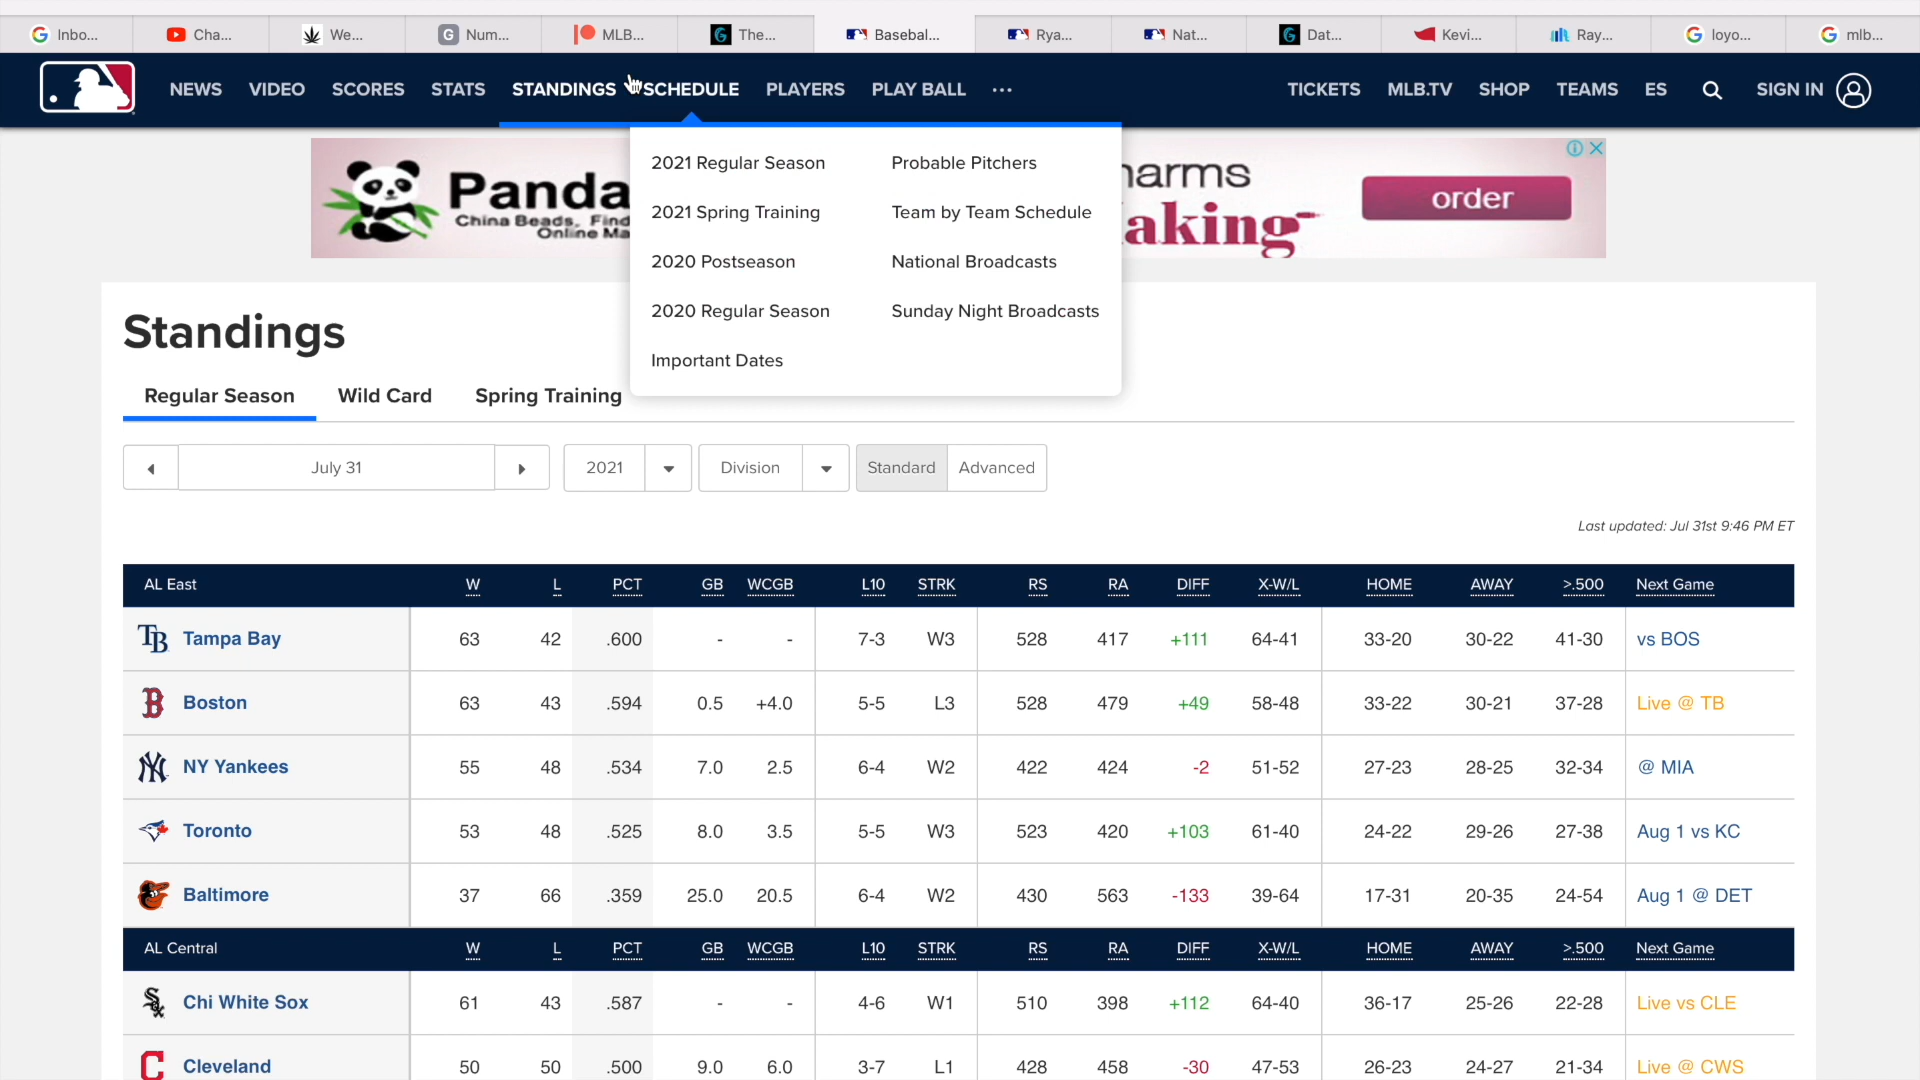 Inbo... Cha... We... Num... MLB... The... Basebal... Rya... Nat... Dat... Kevi... Ray... loyo... mlb...
NEWS VIDEO SCORES STATS STANDINGS SCHEDULE PLAYERS PLAY BALL ... TICKETS MLB.TV SHOP TEAMS ES SIGN IN
2021 Regular Season Probable Pitchers
2021 Spring Training Team by Team Schedule
2020 Postseason National Broadcasts
2020 Regular Season Sunday Night Broadcasts
Important Dates
Panda
China Beads, Find
Online Ma
harms
aking
order
Standings
Regular Season Wild Card Spring Training
July 31 2021 Division Standard Advanced
Last updated: Jul 31st 9:46 PM ET
AL East W L PCT GB WCGB L10 STRK RS RA DIFF X-W/L HOME AWAY >.500 Next Game
TB Tampa Bay 63 42 .600 - - 7-3 W3 528 417 +111 64-41 33-20 30-22 41-30 vs BOS
B Boston 63 43 .594 0.5 +4.0 5-5 L3 528 479 +49 58-48 33-22 30-21 37-28 Live @ TB
NY NY Yankees 55 48 .534 7.0 2.5 6-4 W2 422 424 -2 51-52 27-23 28-25 32-34 @ MIA
Toronto 53 48 .525 8.0 3.5 5-5 W3 523 420 +103 61-40 24-22 29-26 27-38 Aug 1 vs KC
Baltimore 37 66 .359 25.0 20.5 6-4 W2 430 563 -133 39-64 17-31 20-35 24-54 Aug 1 @ DET
AL Central W L PCT GB WCGB L10 STRK RS RA DIFF X-W/L HOME AWAY >.500 Next Game
Sox Chi White Sox 61 43 .587 - - 4-6 W1 510 398 +112 64-40 36-17 25-26 22-28 Live vs CLE
C Cleveland 50 50 .500 9.0 6.0 3-7 L1 428 458 -30 47-53 26-23 24-27 21-34 Live @ CWS